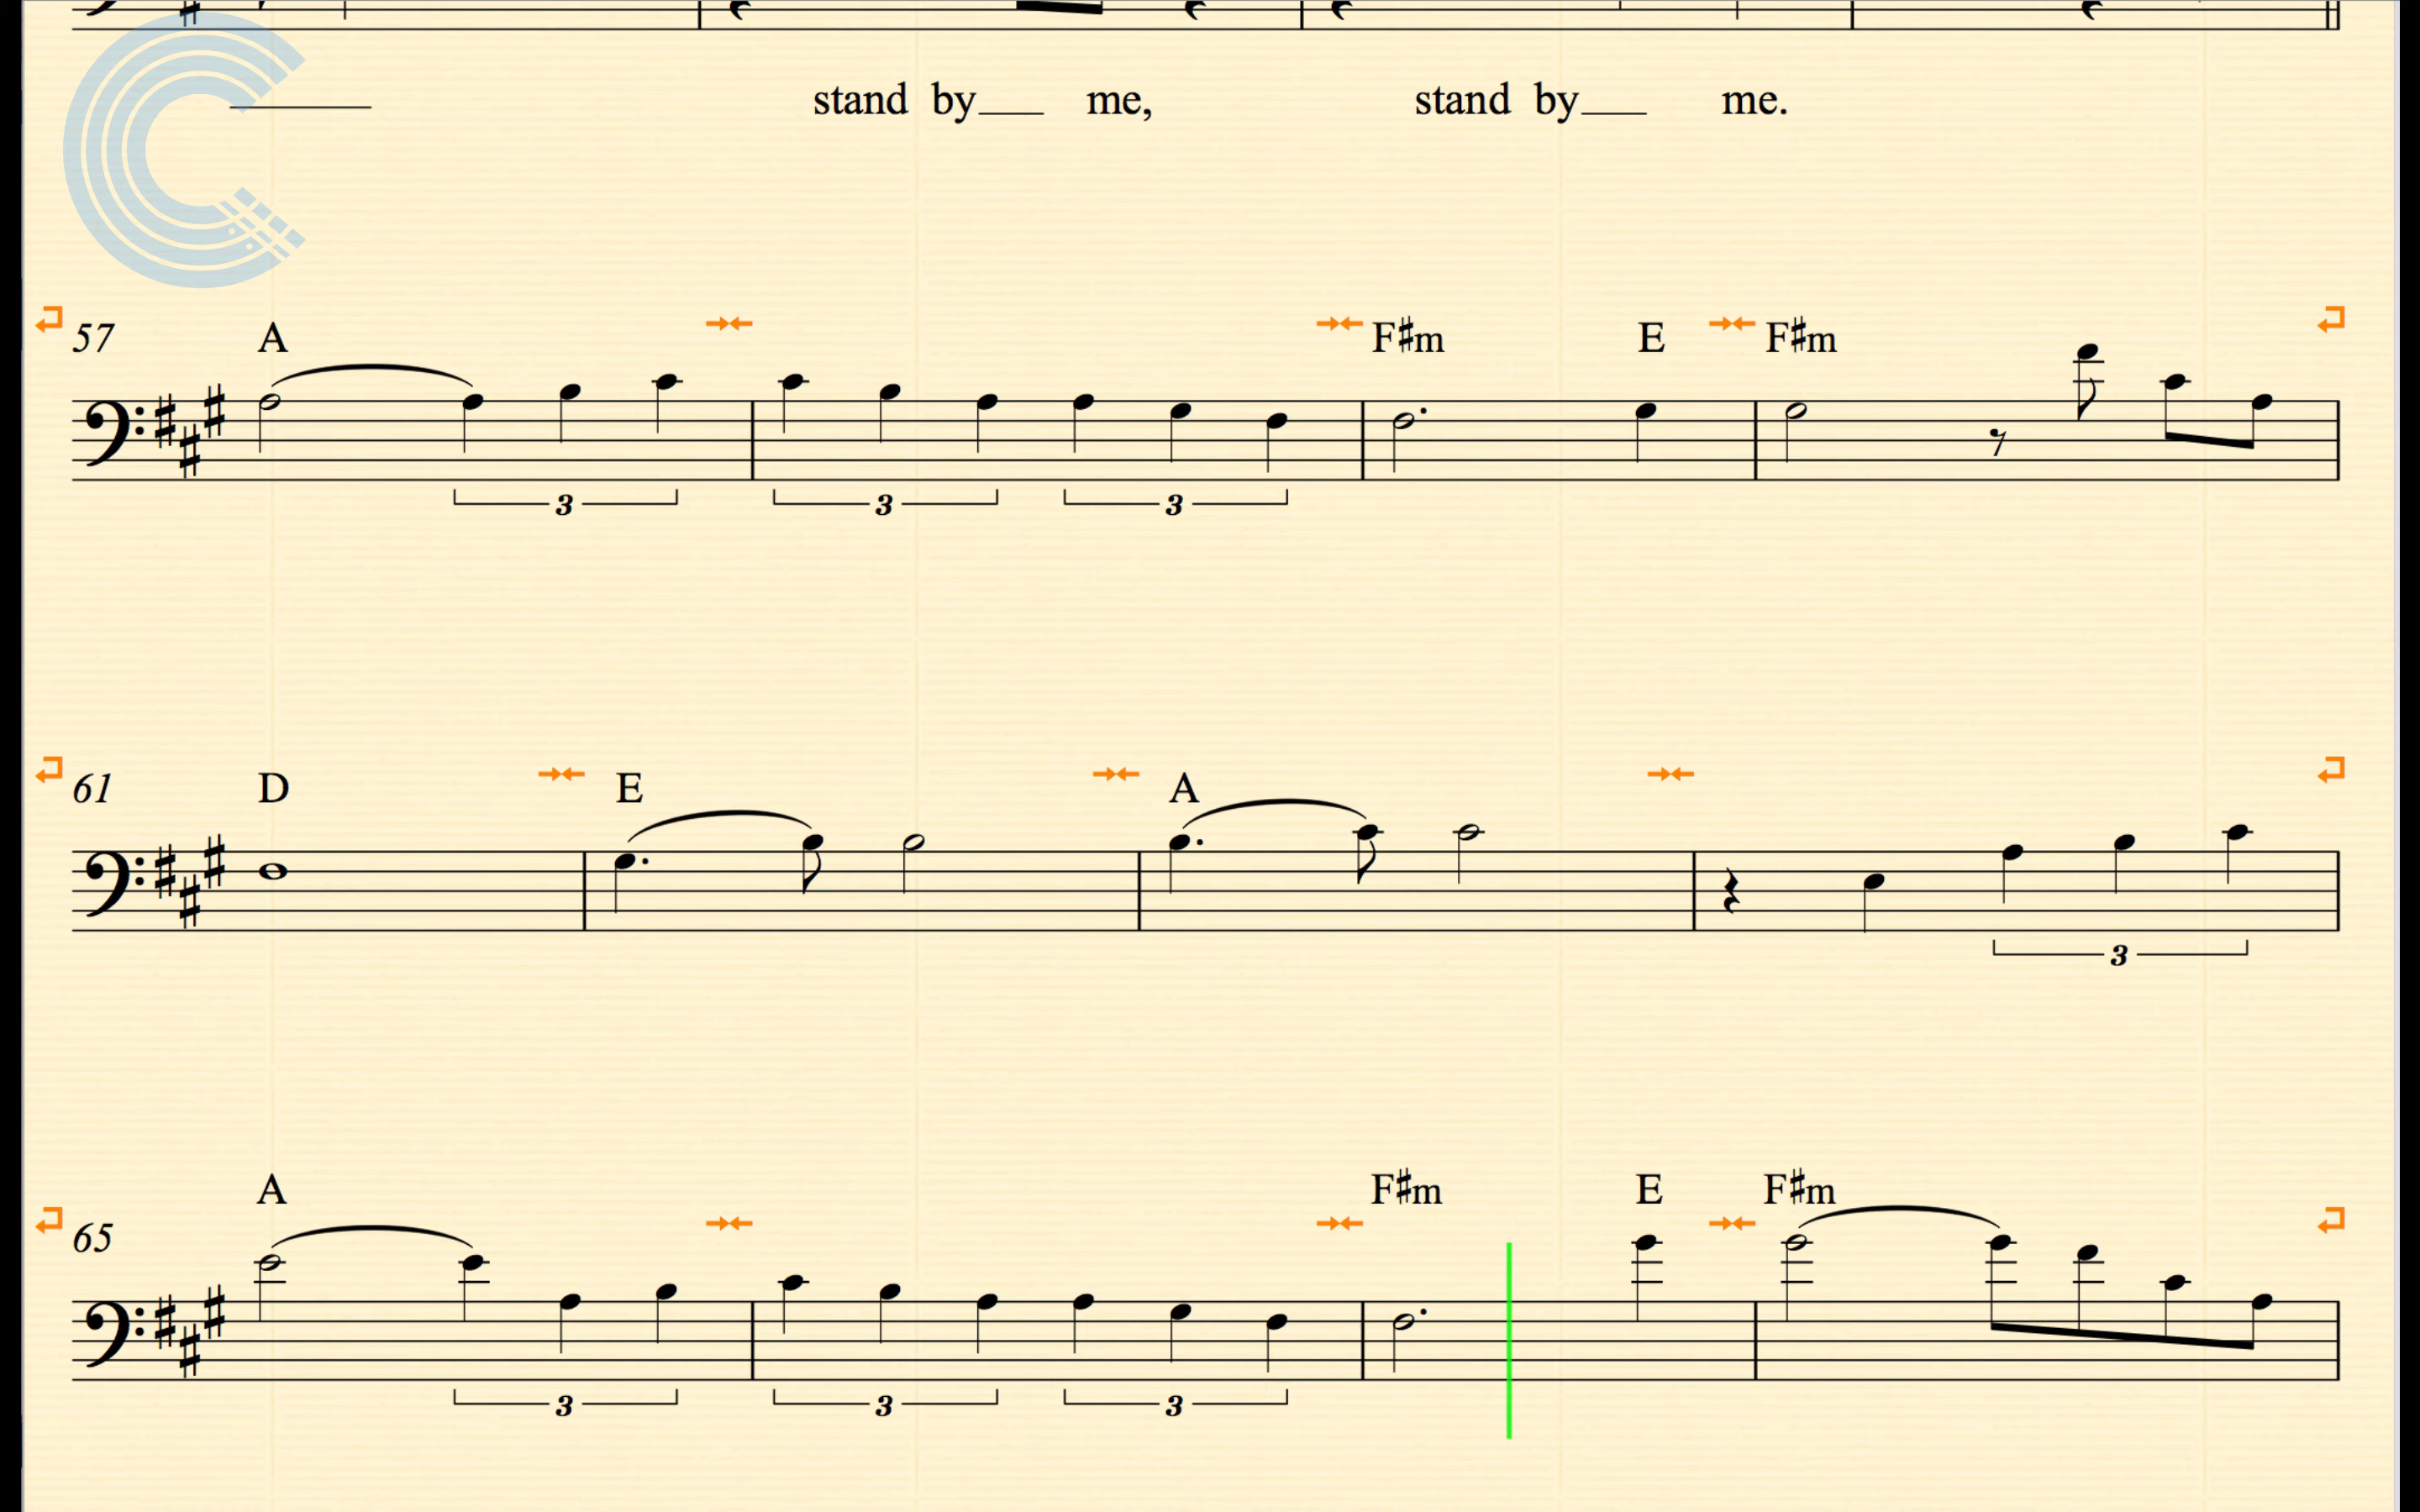 stand by me, stand by me.
57 A F♯m E F♯m
3 3 3
61 D E A
3
65 A F♯m E F♯m
3 3 3